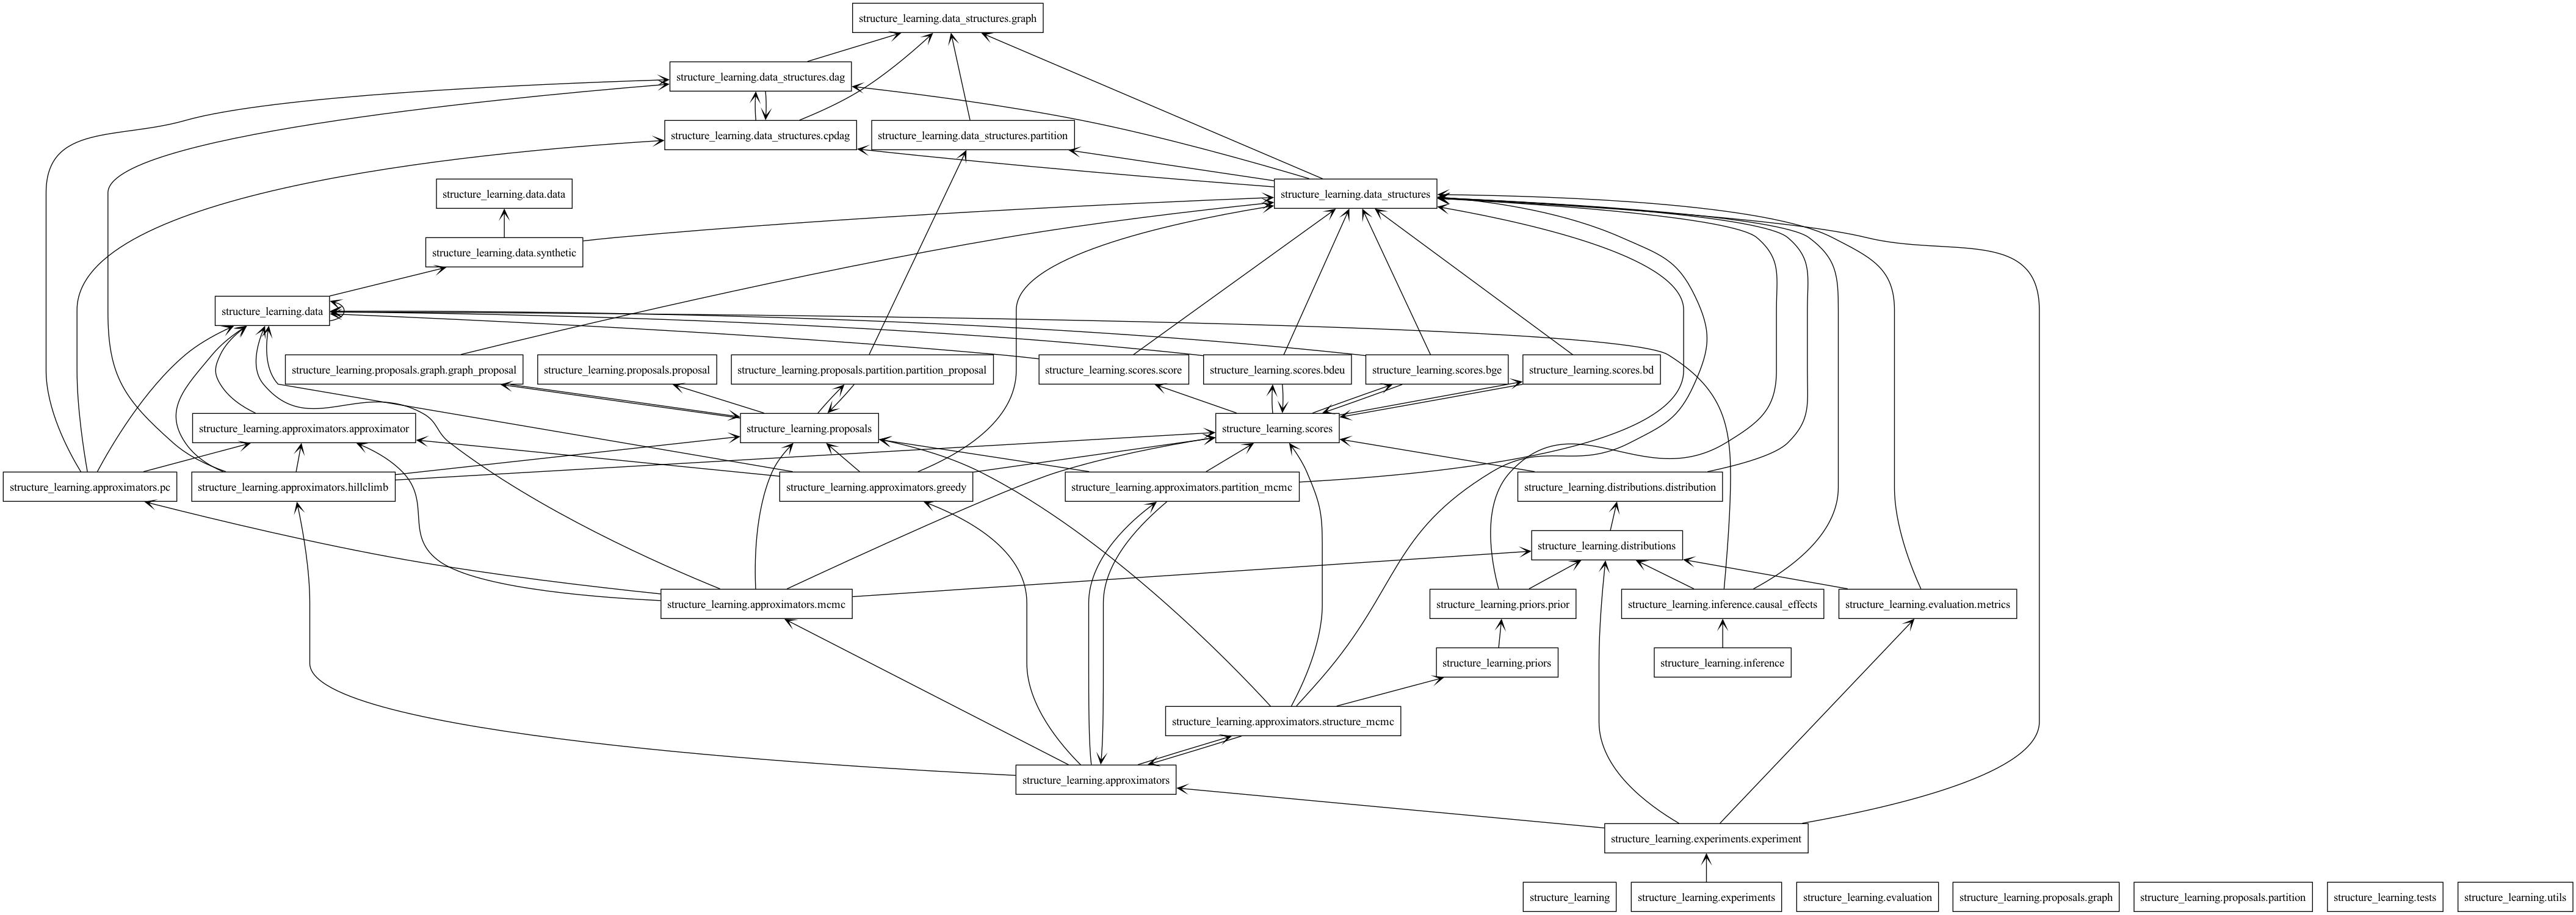 structure_learning.data_structures.graph
structure_learning.data_structures.dag
structure_learning.data_structures.cpdag
structure_learning.data_structures.partition
structure_learning.data.data
structure_learning.data_structures
structure_learning.data.synthetic
structure_learning.data
structure_learning.proposals.graph.graph_proposal
structure_learning.proposals.proposal
structure_learning.proposals.partition.partition_proposal
structure_learning.scores.score
structure_learning.scores.bdeu
structure_learning.scores.bge
structure_learning.scores.bd
structure_learning.approximators.approximator
structure_learning.proposals
structure_learning.scores
structure_learning.approximators.pc
structure_learning.approximators.hillclimb
structure_learning.approximators.greedy
structure_learning.approximators.partition_mcmc
structure_learning.distributions.distribution
structure_learning.distributions
structure_learning.approximators.mcmc
structure_learning.priors.prior
structure_learning.inference.causal_effects
structure_learning.evaluation.metrics
structure_learning.priors
structure_learning.inference
structure_learning.approximators.structure_mcmc
structure_learning.approximators
structure_learning.experiments.experiment
structure_learning
structure_learning.experiments
structure_learning.evaluation
structure_learning.proposals.graph
structure_learning.proposals.partition
structure_learning.tests
structure_learning.utils